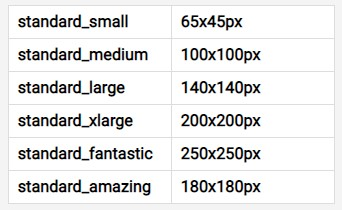 standard_small 65x45px
standard_medium 100x100px
standard_large 140x140px
standard_xlarge 200x200px
standard_fantastic 250x250px
standard_amazing 180x180px